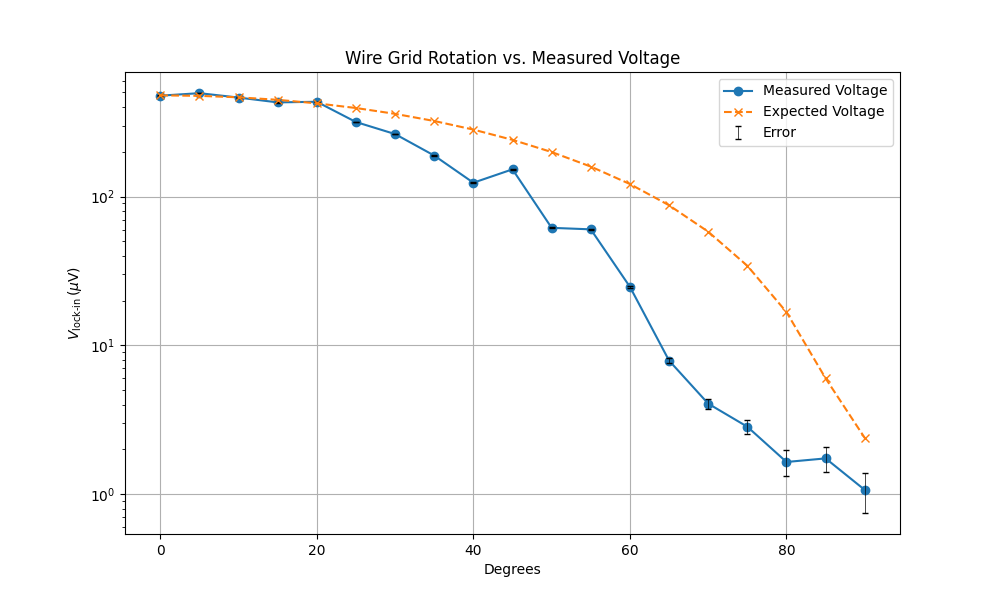 Wire Grid Rotation vs. Measured Voltage
Measured Voltage
Expected Voltage
Error
V_lock-in (μV)
10²
10¹
10⁰
0 20 40 60 80
Degrees